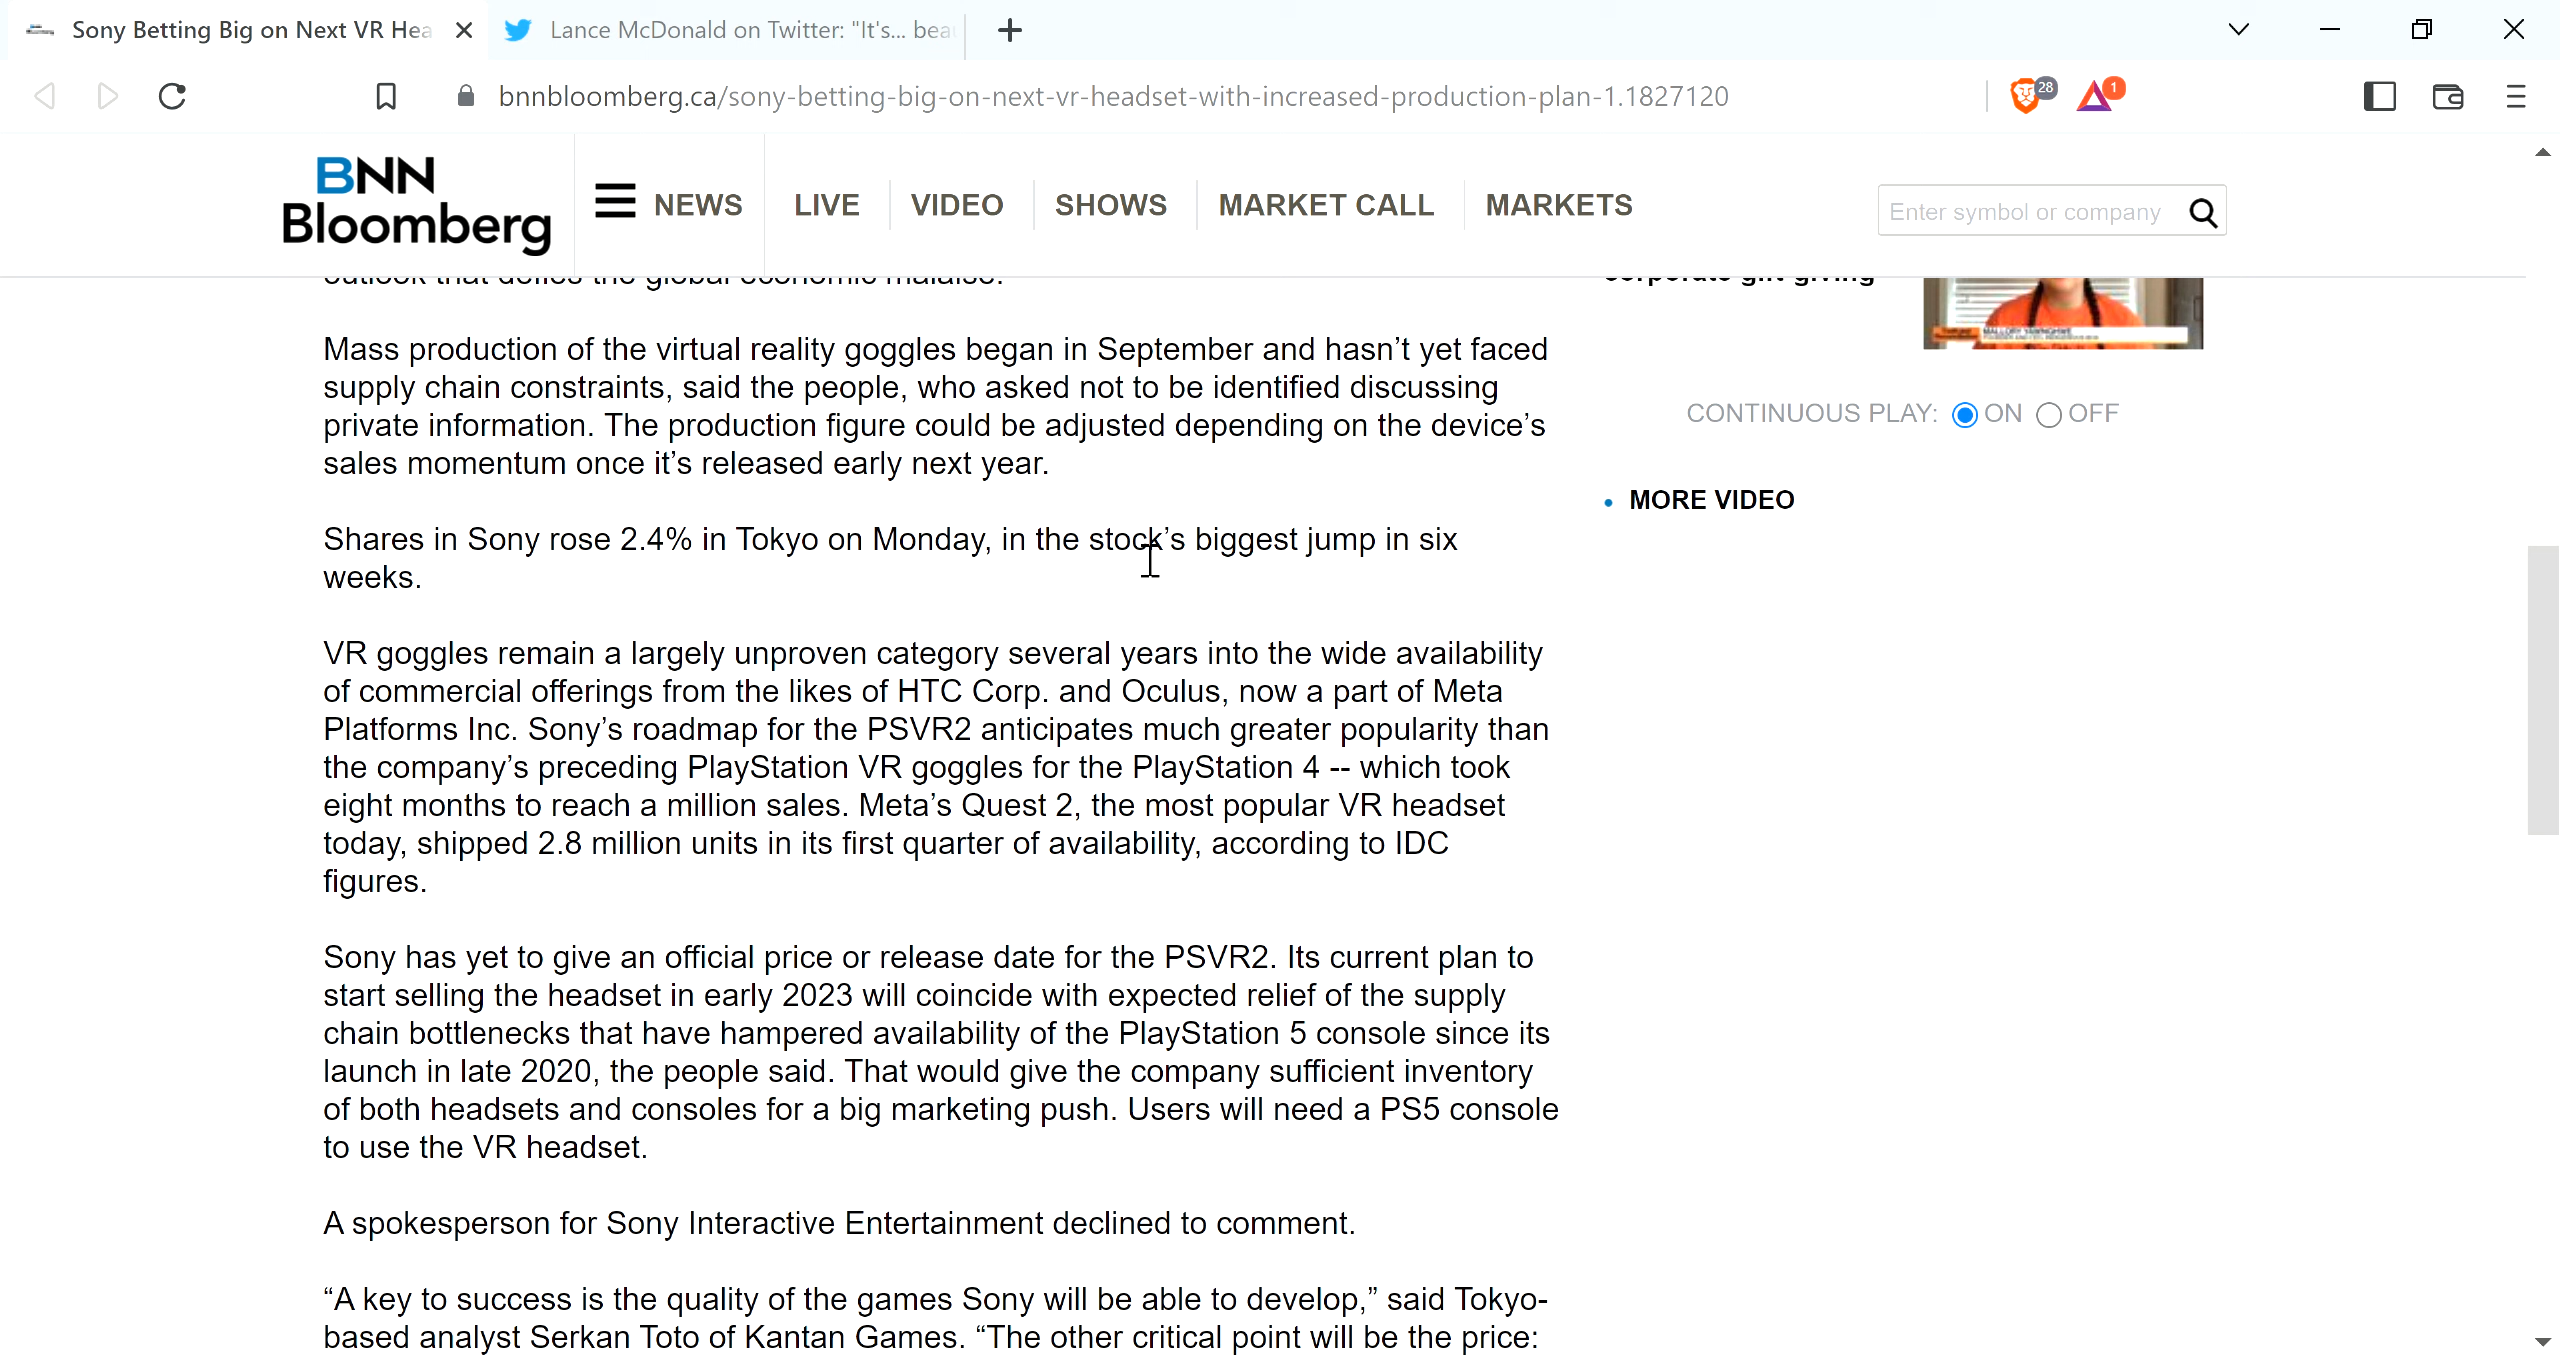 Sony Betting Big on Next VR Hea
Lance McDonald on Twitter: "It's... beau
bnnbloomberg.ca/sony-betting-big-on-next-vr-headset-with-increased-production-plan-1.1827120
28
1
BNN
Bloomberg
NEWS
LIVE
VIDEO
SHOWS
MARKET CALL
MARKETS
Enter symbol or company
outlook that defies the global economic malaise.
corporate gift giving
Mass production of the virtual reality goggles began in September and hasn’t yet faced
supply chain constraints, said the people, who asked not to be identified discussing
private information. The production figure could be adjusted depending on the device’s
sales momentum once it’s released early next year.
CONTINUOUS PLAY: ON OFF
• MORE VIDEO
Shares in Sony rose 2.4% in Tokyo on Monday, in the stock’s biggest jump in six
weeks.
VR goggles remain a largely unproven category several years into the wide availability
of commercial offerings from the likes of HTC Corp. and Oculus, now a part of Meta
Platforms Inc. Sony’s roadmap for the PSVR2 anticipates much greater popularity than
the company’s preceding PlayStation VR goggles for the PlayStation 4 -- which took
eight months to reach a million sales. Meta’s Quest 2, the most popular VR headset
today, shipped 2.8 million units in its first quarter of availability, according to IDC
figures.
Sony has yet to give an official price or release date for the PSVR2. Its current plan to
start selling the headset in early 2023 will coincide with expected relief of the supply
chain bottlenecks that have hampered availability of the PlayStation 5 console since its
launch in late 2020, the people said. That would give the company sufficient inventory
of both headsets and consoles for a big marketing push. Users will need a PS5 console
to use the VR headset.
A spokesperson for Sony Interactive Entertainment declined to comment.
“A key to success is the quality of the games Sony will be able to develop,” said Tokyo-
based analyst Serkan Toto of Kantan Games. “The other critical point will be the price: